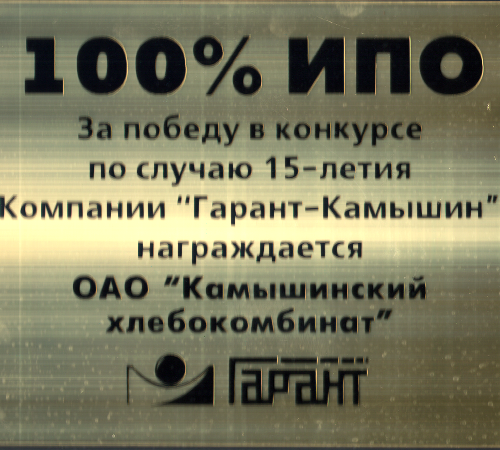 100% ИПО
За победу в конкурсе
по случаю 15-летия
Компании "Гарант-Камышин"
награждается
ОАО "Камышинский
хлебокомбинат"
Гарант